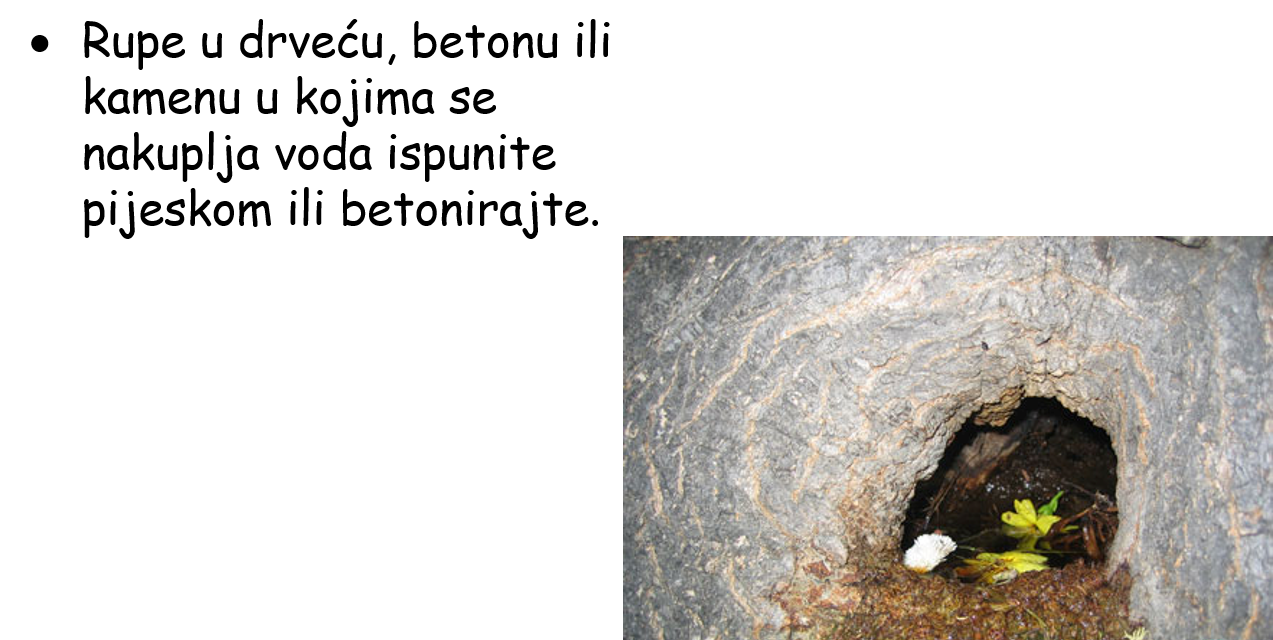 • Rupe u drveću, betonu ili
kamenu u kojima se
nakuplja voda ispunite
pijeskom ili betonirajte.